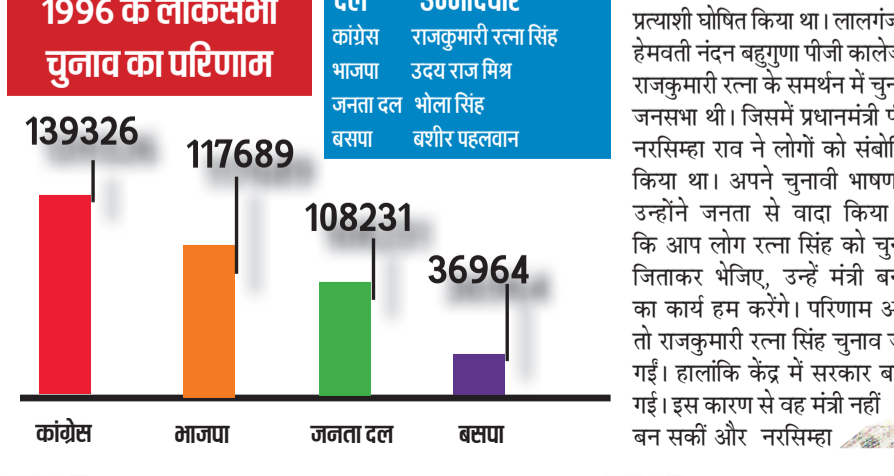 1996 के लोकसभा
चुनाव का परिणाम
दल उम्मीदवार
कांग्रेस राजकुमारी रत्ना सिंह
भाजपा उदय राज मिश्र
जनता दल भोला सिंह
बसपा बशीर पहलवान
139326
117689
108231
36964
कांग्रेस भाजपा जनता दल बसपा
प्रत्याशी घोषित किया था। लालगंज
हेमवती नंदन बहुगुणा पीजी कालेज
राजकुमारी रत्ना के समर्थन में
जनसभा थी। जिसमें प्रधानमंत्री
नरसिम्हा राव ने लोगों को
किया था। अपने चुनावी भाषण
उन्होंने जनता से वादा किया
कि आप लोग रत्ना सिंह को
जिताकर भेजिए, उन्हें मंत्री
का कार्य हम करेंगे। परिणाम
तो राजकुमारी रत्ना सिंह चुनाव
गईं। हालांकि केंद्र में सरकार
गई। इस कारण से वह मंत्री नहीं
बन सकीं और नरसिम्हा